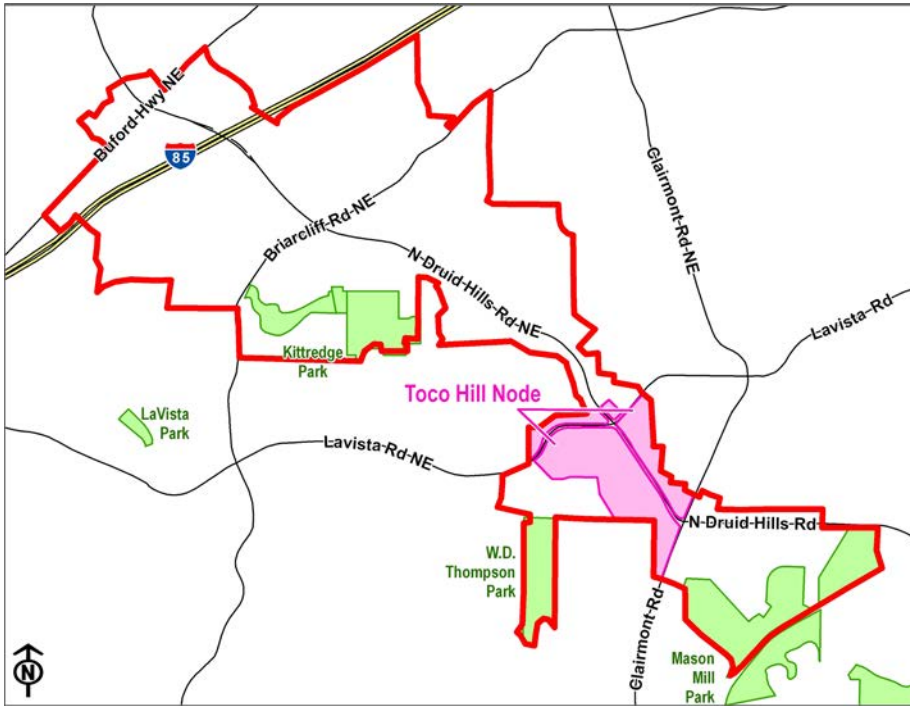 Buford-Hwy NE
85
Briarcliff-Rd-NE
Clairmont-Rd-NE
N-Druid-Hills-Rd-NE
Lavista-Rd
Kittredge
Park
Toco Hill Node
LaVista
Park
Lavista-Rd-NE
N-Druid-Hills-Rd
W.D.
Thompson
Park
Clairmont-Rd
Mason
Mill
Park
N